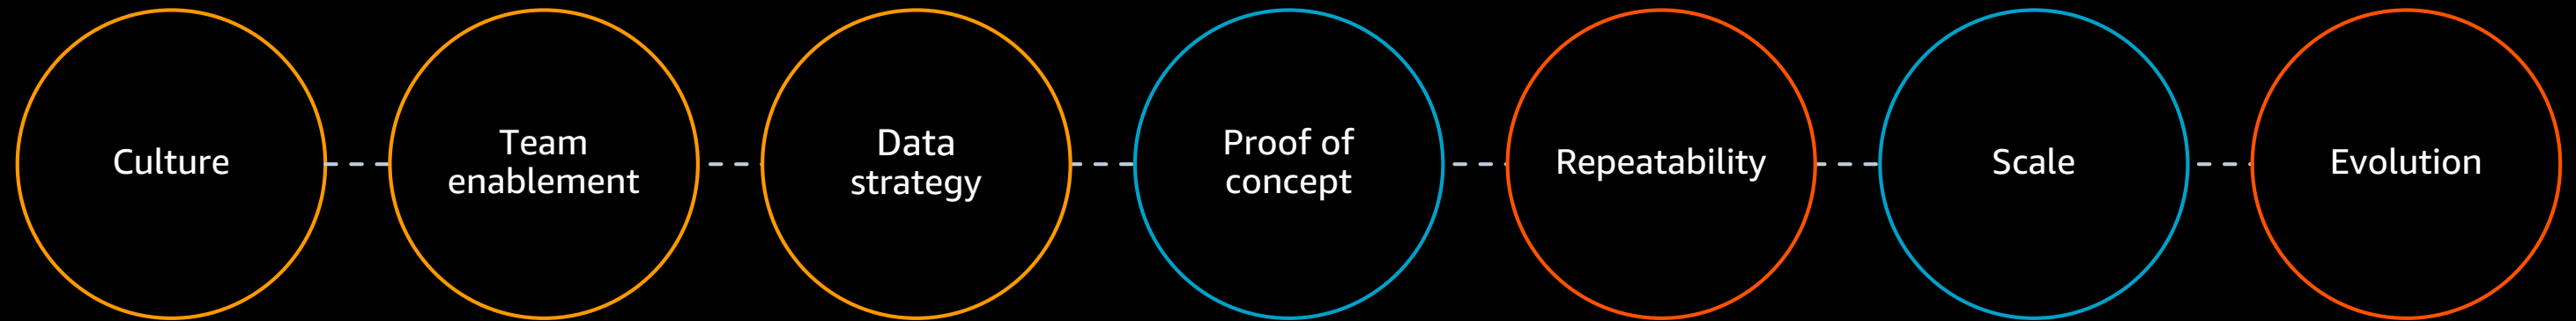 Culture
Team
enablement
Data
strategy
Proof of
concept
Repeatability
Scale
Evolution